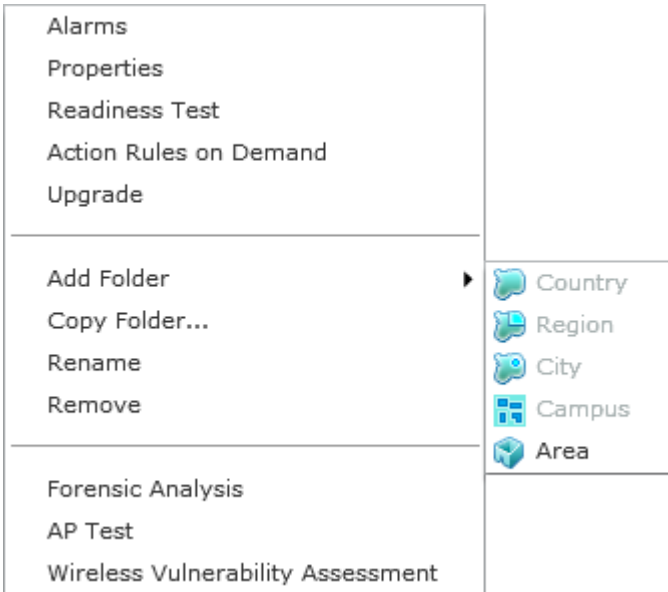 Alarms
Properties
Readiness Test
Action Rules on Demand
Upgrade
Add Folder
Copy Folder...
Rename
Remove
Forensic Analysis
AP Test
Wireless Vulnerability Assessment
Country
Region
City
Campus
Area